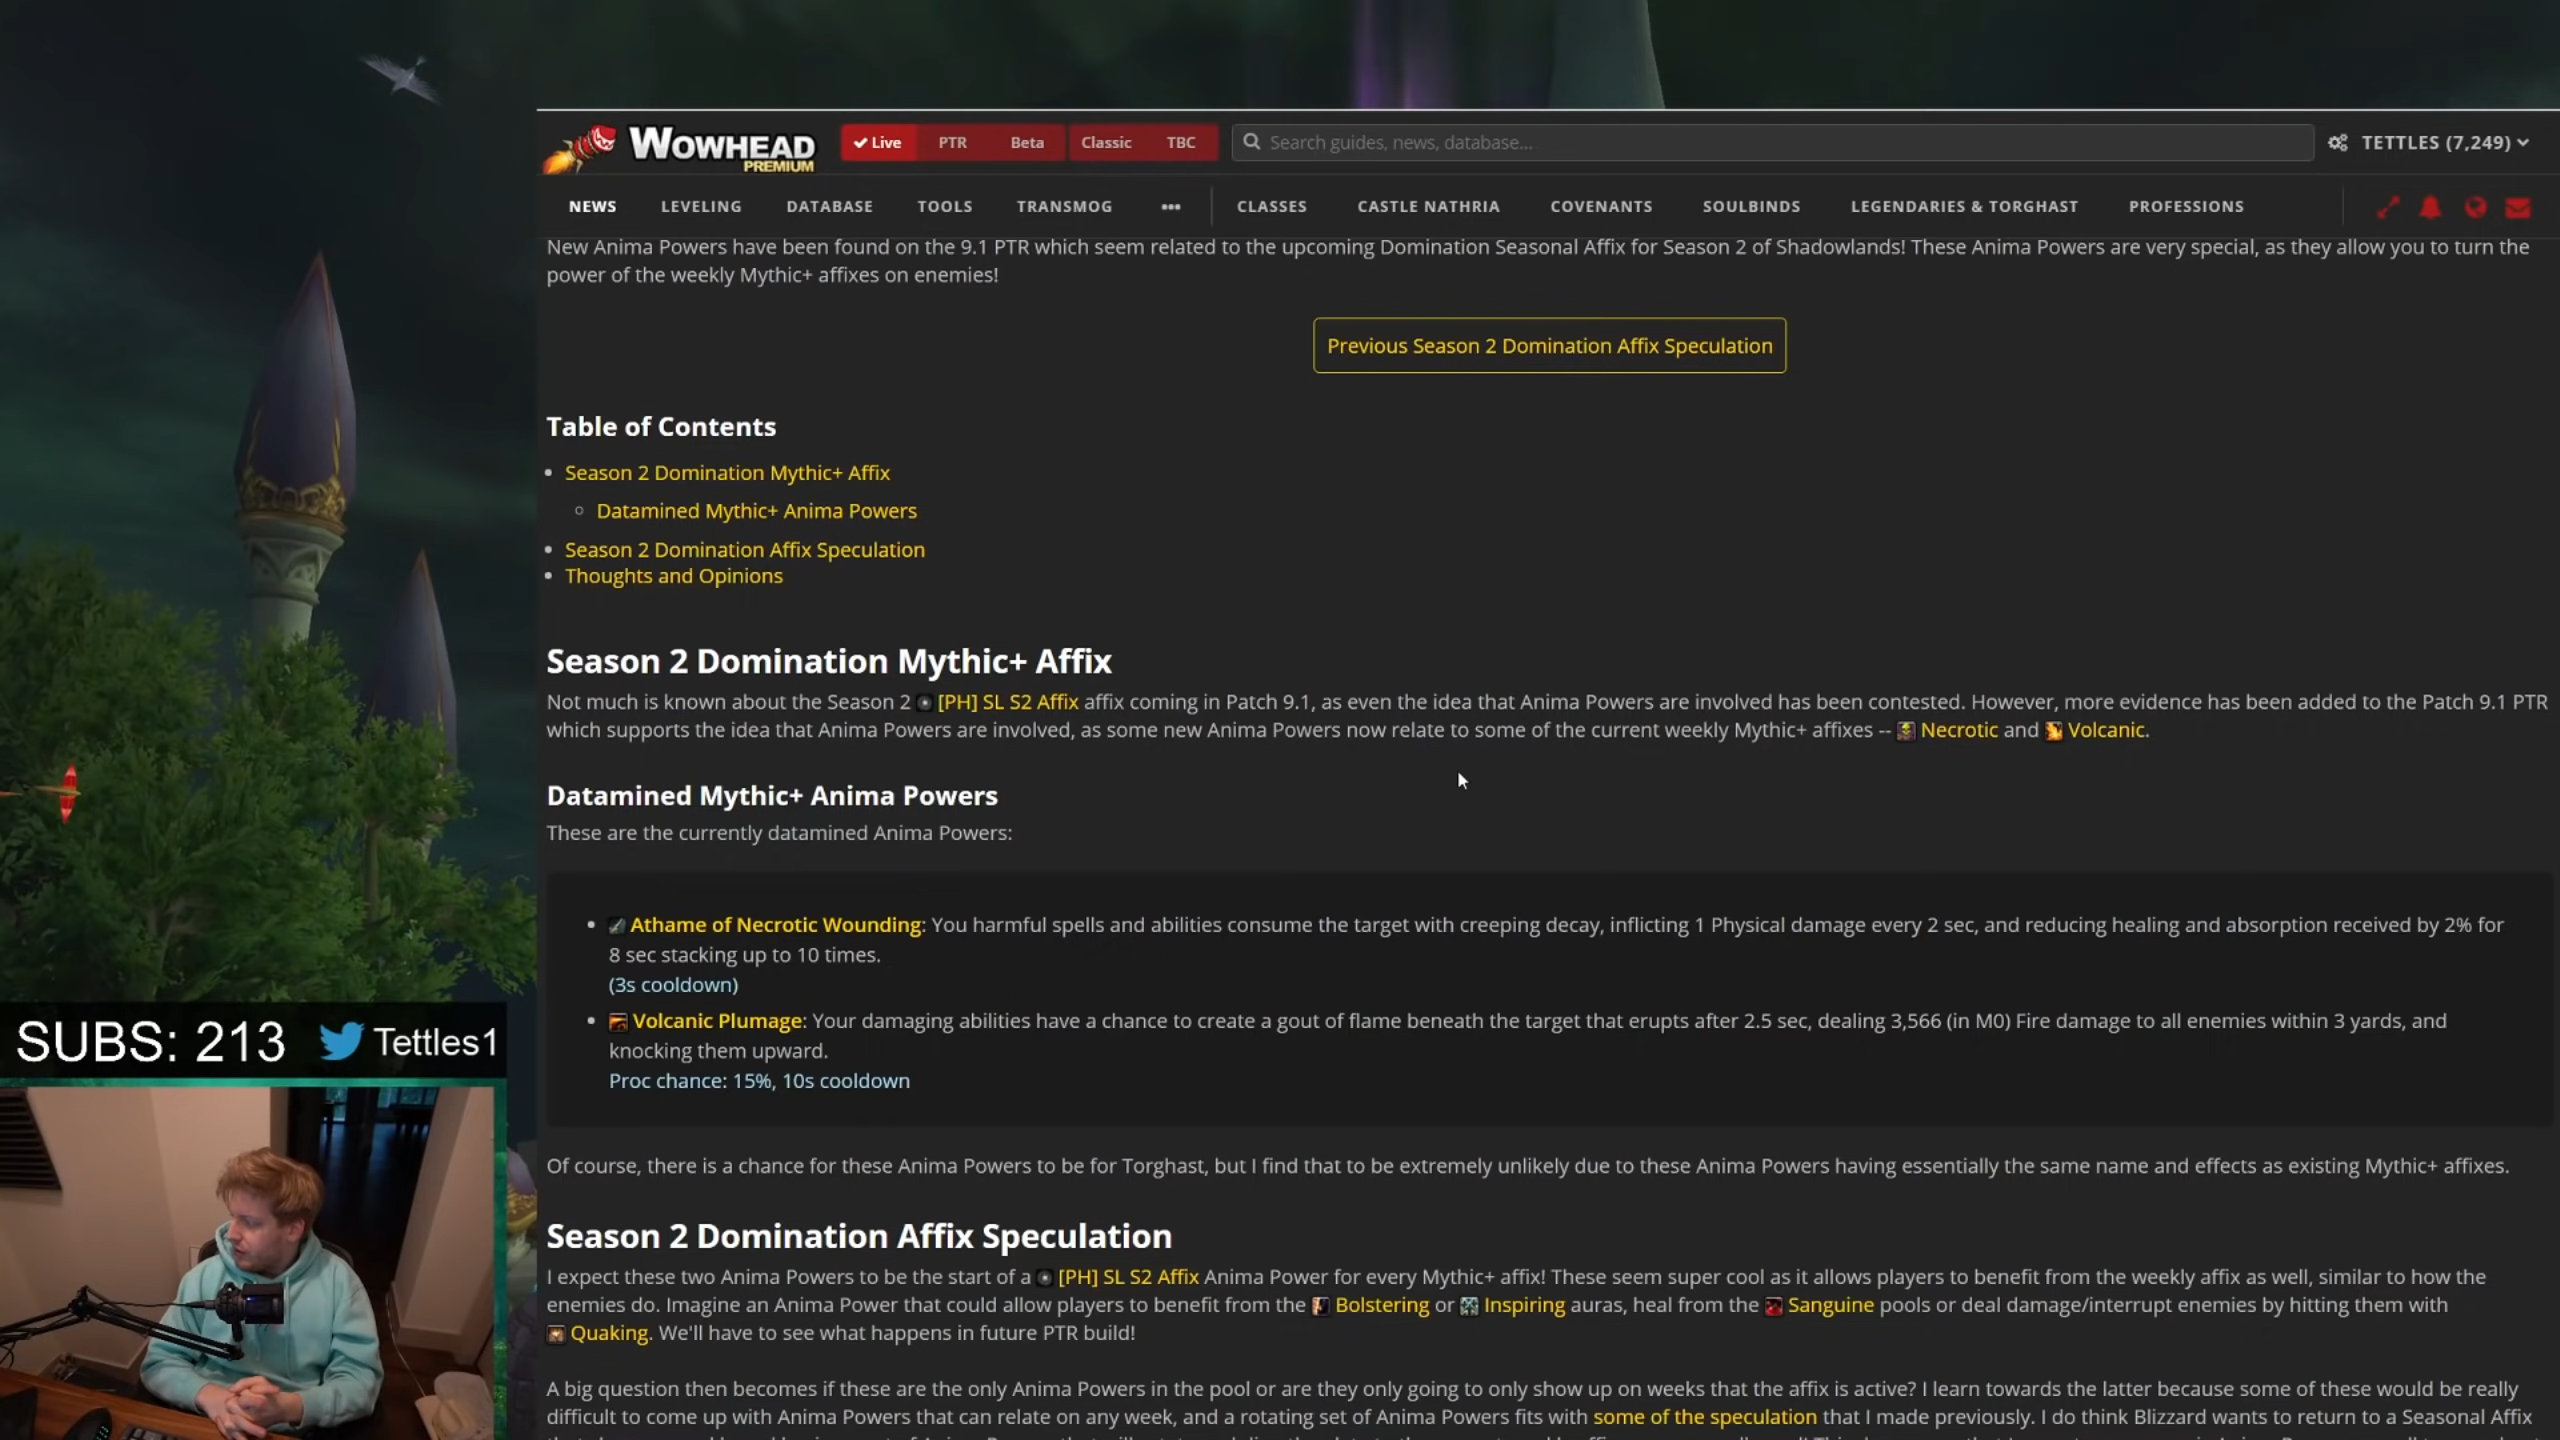 WOWHEAD
PREMIUM
Live PTR Beta Classic TBC
Search guides, news, database...
TETTLES (7,249)
NEWS LEVELING DATABASE TOOLS TRANSMOG ••• CLASSES CASTLE NATHRIA COVENANTS SOULBINDS LEGENDARIES & TORGHAST PROFESSIONS
New Anima Powers have been found on the 9.1 PTR which seem related to the upcoming Domination Seasonal Affix for Season 2 of Shadowlands! These Anima Powers are very special, as they allow you to turn the
power of the weekly Mythic+ affixes on enemies!
Previous Season 2 Domination Affix Speculation
Table of Contents
• Season 2 Domination Mythic+ Affix
○ Datamined Mythic+ Anima Powers
• Season 2 Domination Affix Speculation
• Thoughts and Opinions
Season 2 Domination Mythic+ Affix
Not much is known about the Season 2 [PH] SL S2 Affix affix coming in Patch 9.1, as even the idea that Anima Powers are involved has been contested. However, more evidence has been added to the Patch 9.1 PTR
which supports the idea that Anima Powers are involved, as some new Anima Powers now relate to some of the current weekly Mythic+ affixes -- Necrotic and Volcanic.
Datamined Mythic+ Anima Powers
These are the currently datamined Anima Powers:
• Athame of Necrotic Wounding: You harmful spells and abilities consume the target with creeping decay, inflicting 1 Physical damage every 2 sec, and reducing healing and absorption received by 2% for
8 sec stacking up to 10 times.
(3s cooldown)
• Volcanic Plumage: Your damaging abilities have a chance to create a gout of flame beneath the target that erupts after 2.5 sec, dealing 3,566 (in M0) Fire damage to all enemies within 3 yards, and
knocking them upward.
Proc chance: 15%, 10s cooldown
Of course, there is a chance for these Anima Powers to be for Torghast, but I find that to be extremely unlikely due to these Anima Powers having essentially the same name and effects as existing Mythic+ affixes.
Season 2 Domination Affix Speculation
I expect these two Anima Powers to be the start of a [PH] SL S2 Affix Anima Power for every Mythic+ affix! These seem super cool as it allows players to benefit from the weekly affix as well, similar to how the
enemies do. Imagine an Anima Power that could allow players to benefit from the Bolstering or Inspiring auras, heal from the Sanguine pools or deal damage/interrupt enemies by hitting them with
Quaking. We'll have to see what happens in future PTR build!
A big question then becomes if these are the only Anima Powers in the pool or are they only going to only show up on weeks that the affix is active? I learn towards the latter because some of these would be really
difficult to come up with Anima Powers that can relate on any week, and a rotating set of Anima Powers fits with some of the speculation that I made previously. I do think Blizzard wants to return to a Seasonal Affix
SUBS: 213 Tettles1